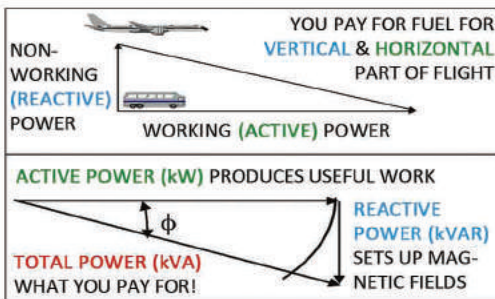 YOU PAY FOR FUEL FOR
VERTICAL & HORIZONTAL
PART OF FLIGHT
NON-
WORKING
(REACTIVE)
POWER
WORKING (ACTIVE) POWER
ACTIVE POWER (kW) PRODUCES USEFUL WORK
ϕ
REACTIVE
POWER (kVAR)
SETS UP MAG-
NETIC FIELDS
TOTAL POWER (kVA)
WHAT YOU PAY FOR!